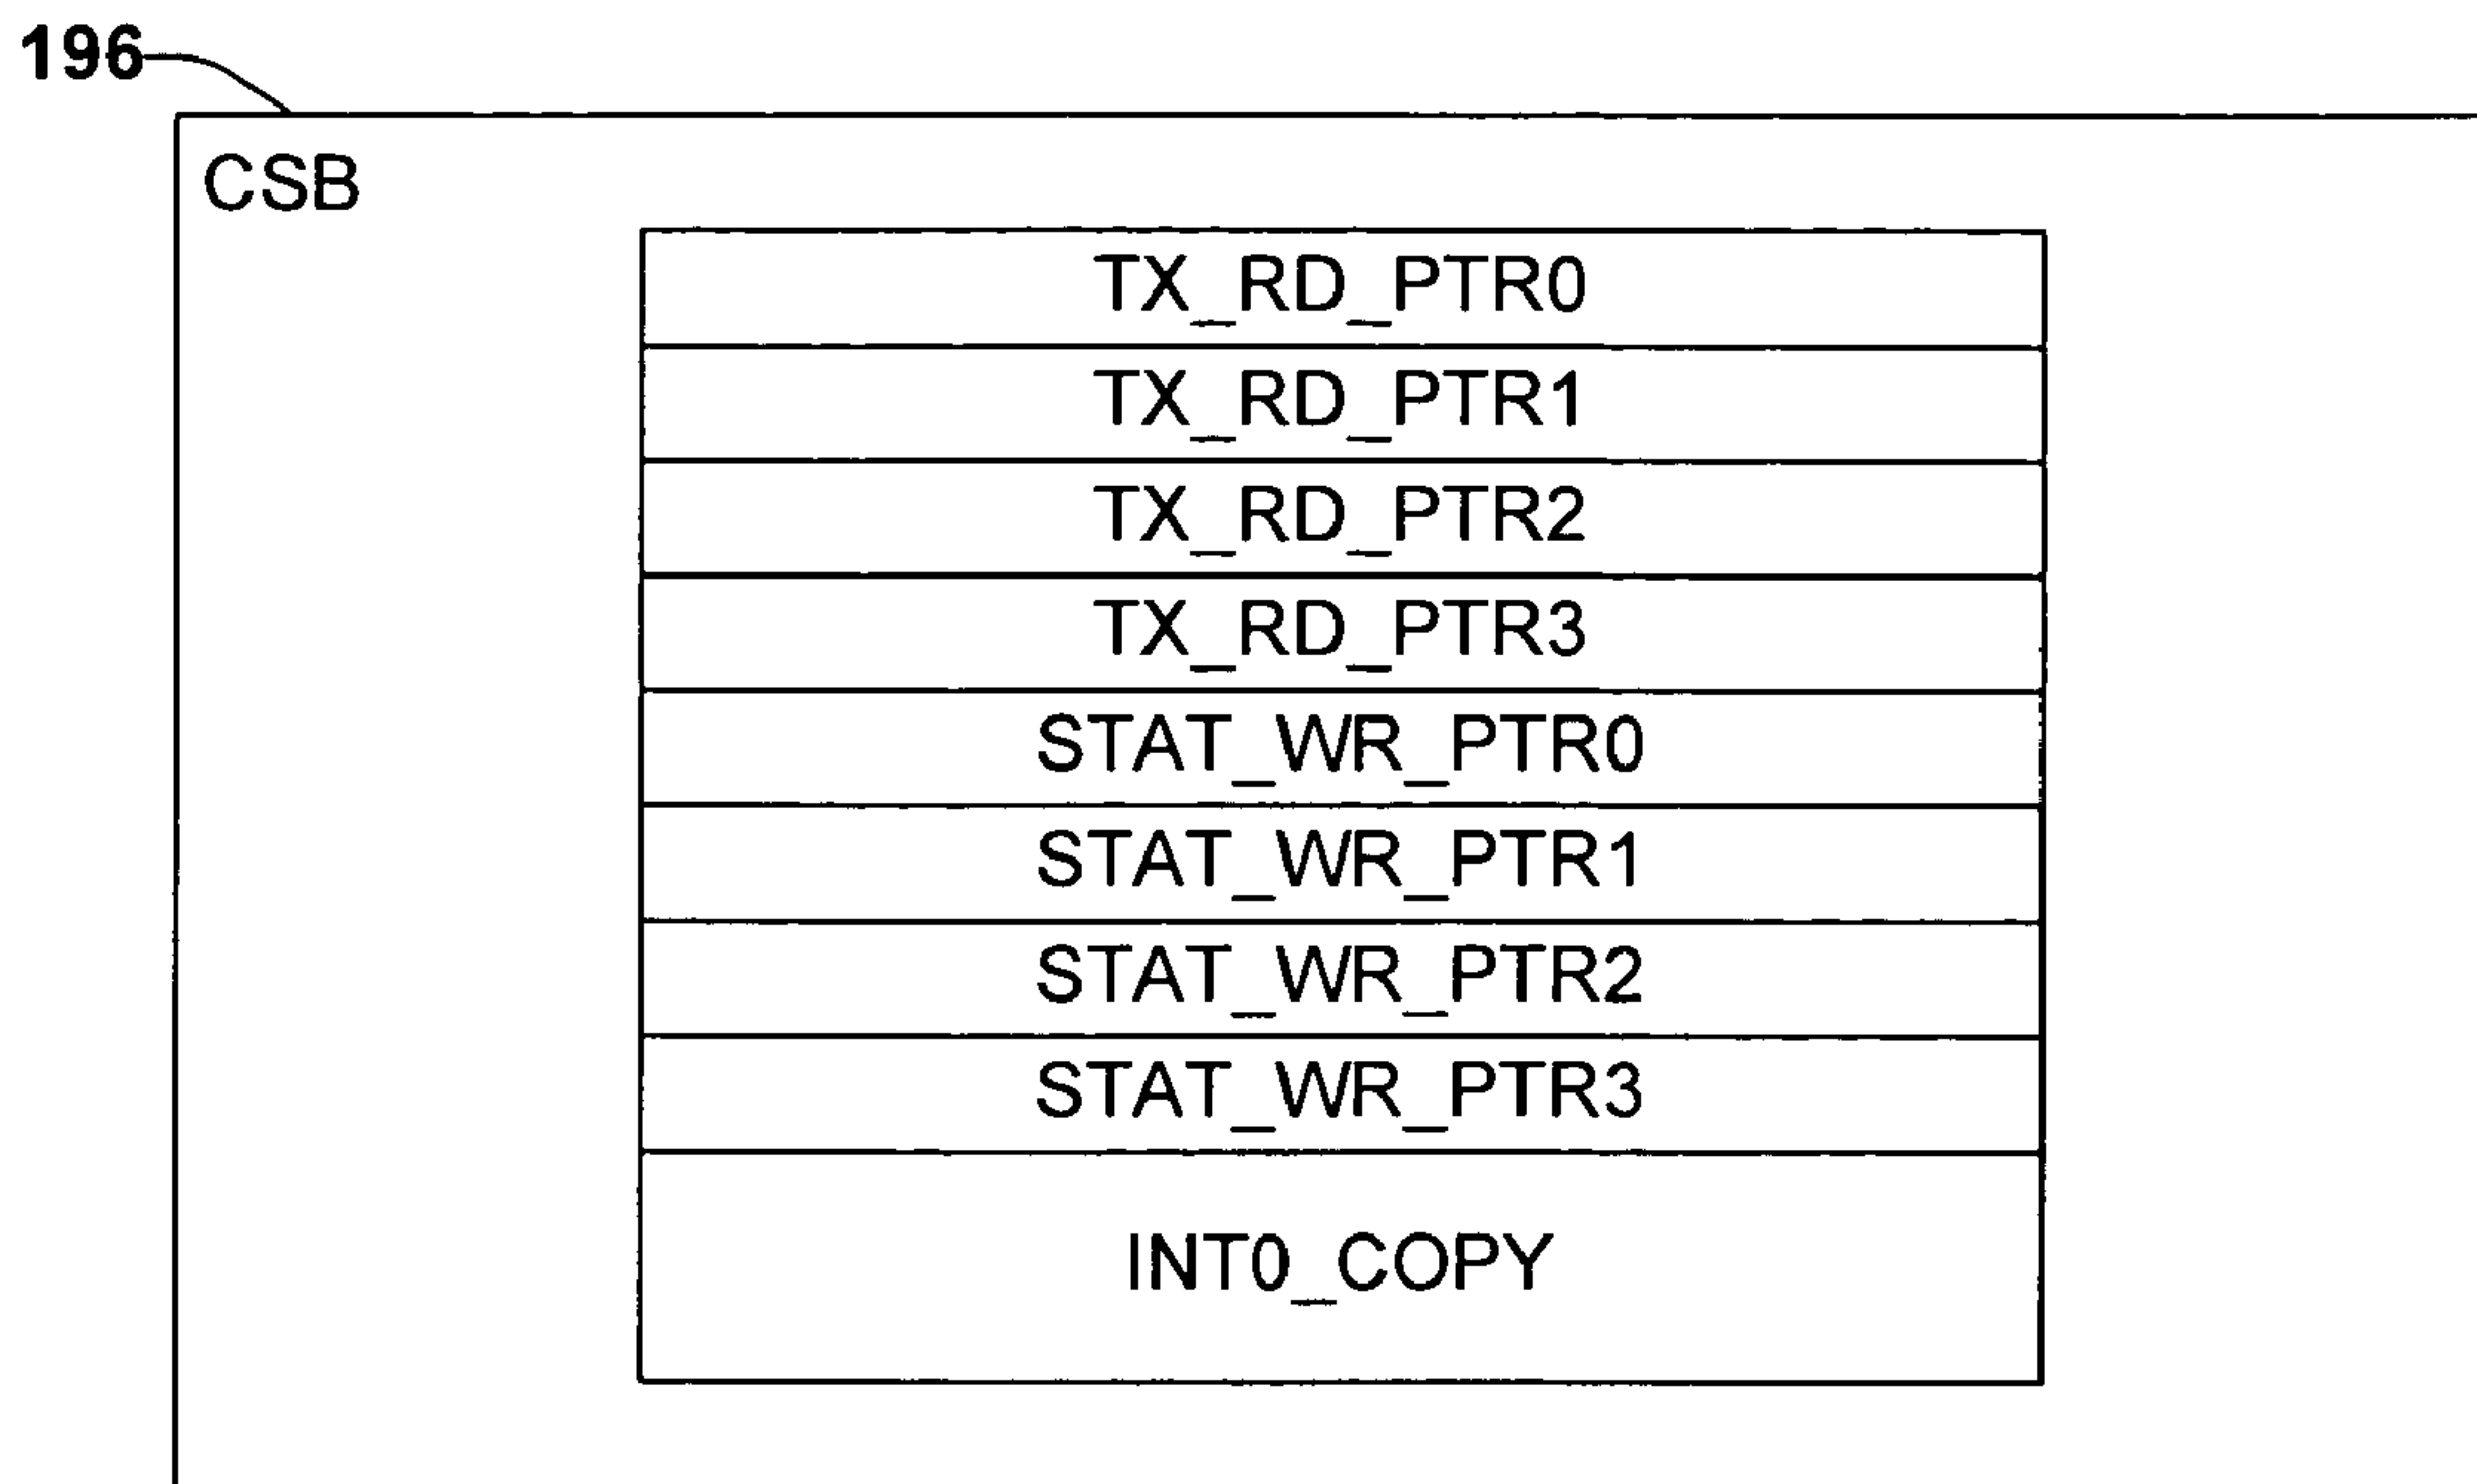 196
CSB
TX_RD_PTR0
TX_RD_PTR1
TX_RD_PTR2
TX_RD_PTR3
STAT_WR_PTR0
STAT_WR_PTR1
STAT_WR_PTR2
STAT_WR_PTR3
INT0_COPY